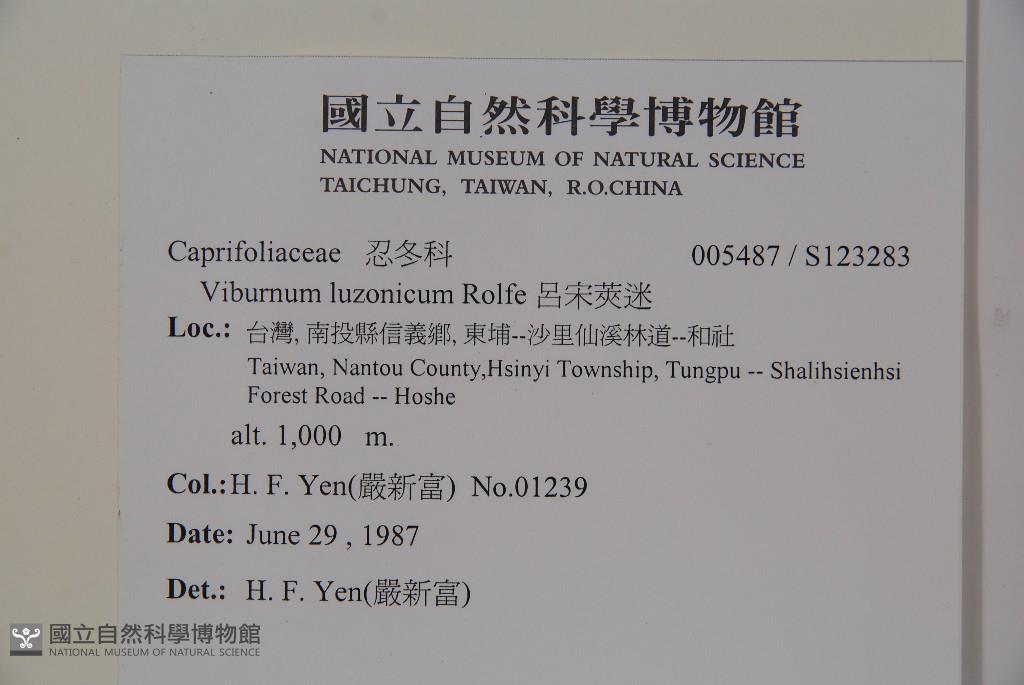 國立自然科學博物館
NATIONAL MUSEUM OF NATURAL SCIENCE
TAICHUNG, TAIWAN, R.O.CHINA
Caprifoliaceae 忍冬科 005487 / S123283
Viburnum luzonicum Rolfe 呂宋莢迷
Loc.: 台灣, 南投縣信義鄉, 東埔--沙里仙溪林道--和社
Taiwan, Nantou County,Hsinyi Township, Tungpu -- Shalihsienhsi
Forest Road -- Hoshe
alt. 1,000 m.
Col.:H. F. Yen(嚴新富) No.01239
Date: June 29 , 1987
Det.: H. F. Yen(嚴新富)
國立自然科學博物館
NATIONAL MUSEUM OF NATURAL SCIENCE